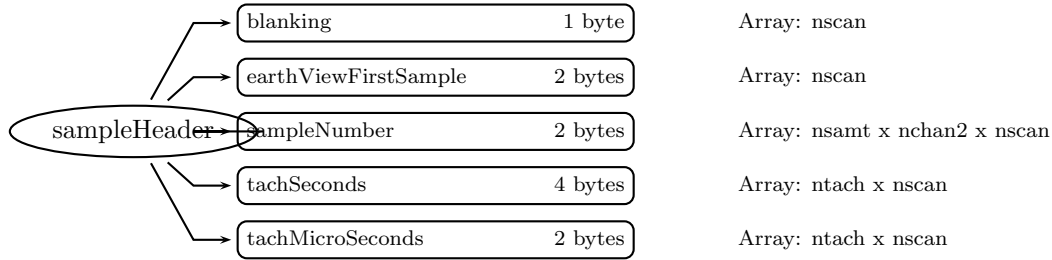 blanking 1 byte Array: nscan
earthViewFirstSample 2 bytes Array: nscan
sampleHeader sampleNumber 2 bytes Array: nsamt x nchan2 x nscan
tachSeconds 4 bytes Array: ntach x nscan
tachMicroSeconds 2 bytes Array: ntach x nscan